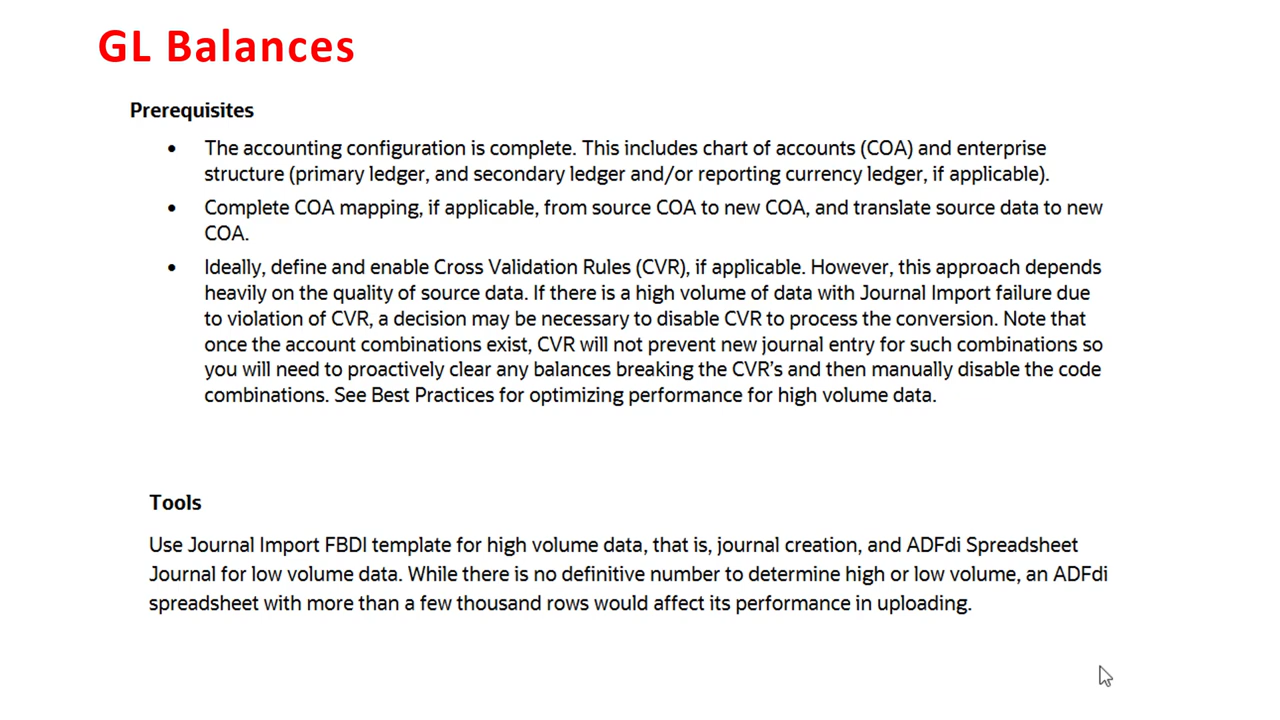 GL Balances
Prerequisites
• The accounting configuration is complete. This includes chart of accounts (COA) and enterprise
structure (primary ledger, and secondary ledger and/or reporting currency ledger, if applicable).
• Complete COA mapping, if applicable, from source COA to new COA, and translate source data to new
COA.
• Ideally, define and enable Cross Validation Rules (CVR), if applicable. However, this approach depends
heavily on the quality of source data. If there is a high volume of data with Journal Import failure due
to violation of CVR, a decision may be necessary to disable CVR to process the conversion. Note that
once the account combinations exist, CVR will not prevent new journal entry for such combinations so
you will need to proactively clear any balances breaking the CVR's and then manually disable the code
combinations. See Best Practices for optimizing performance for high volume data.
Tools
Use Journal Import FBDI template for high volume data, that is, journal creation, and ADFdi Spreadsheet
Journal for low volume data. While there is no definitive number to determine high or low volume, an ADFdi
spreadsheet with more than a few thousand rows would affect its performance in uploading.